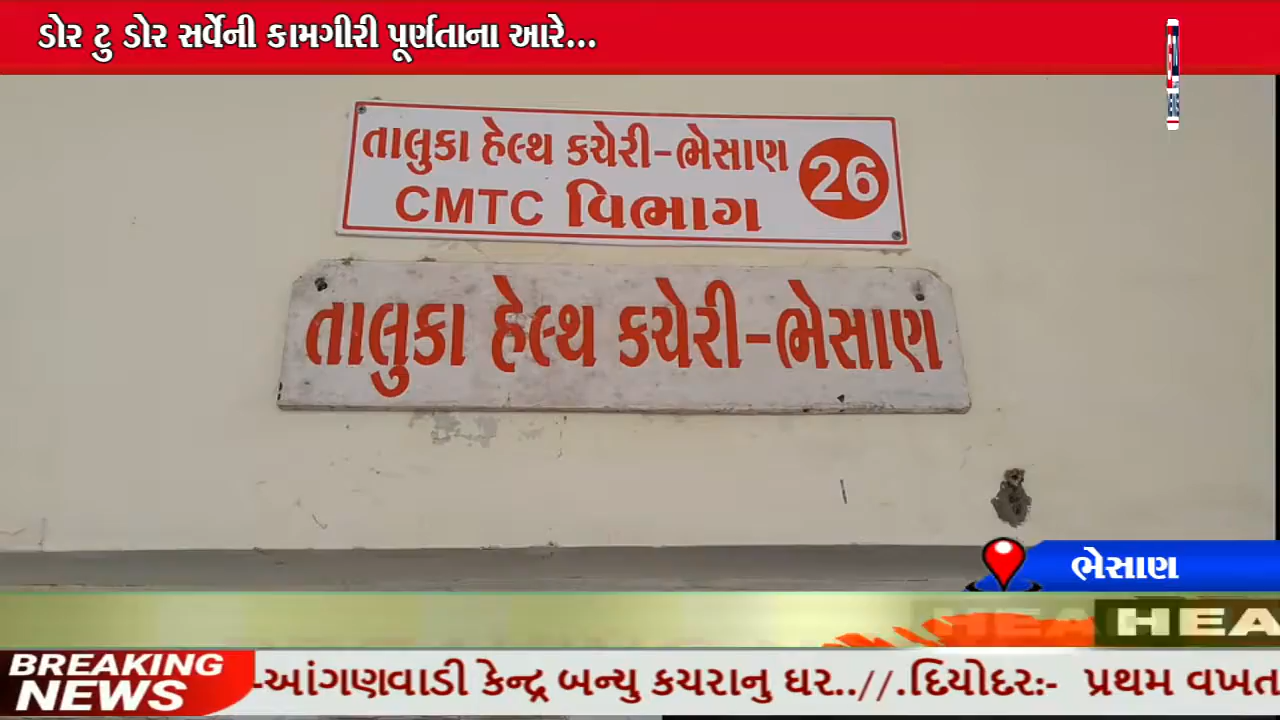 ડોર ટુ ડોર સર્વેની કામગીરી પૂર્ણતાના આરે...
તાલુકા હેલ્થ કચેરી-ભેસાણ
CMTC વિભાગ
26
તાલુકા હેલ્થ કચેરી-ભેસાણ
ભેસાણ
HEA
BREAKING
NEWS
-આંગણવાડી કેન્દ્ર બન્યુ કચરાનુ ઘર..//.દિયોદર:- પ્રથમ વખત